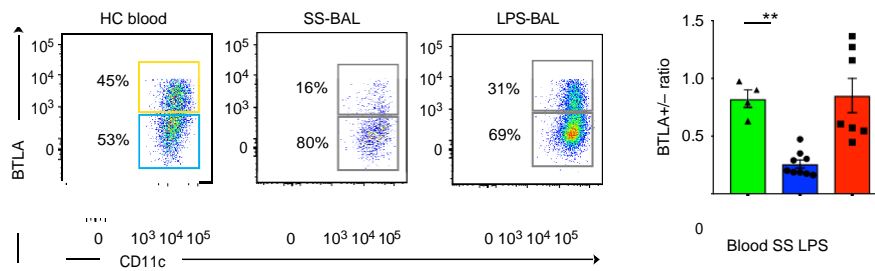 HC blood
SS-BAL
LPS-BAL
BTLA
10⁵
10⁴
10³
0
45%
53%
10⁵
10⁴
10³
0
16%
80%
10⁵
10⁴
10³
0
31%
69%
0 10³ 10⁴ 10⁵
0 10³ 10⁴ 10⁵
0 10³ 10⁴ 10⁵
CD11c
**
BTLA+/− ratio
1.5
1.0
0.5
0
Blood SS LPS